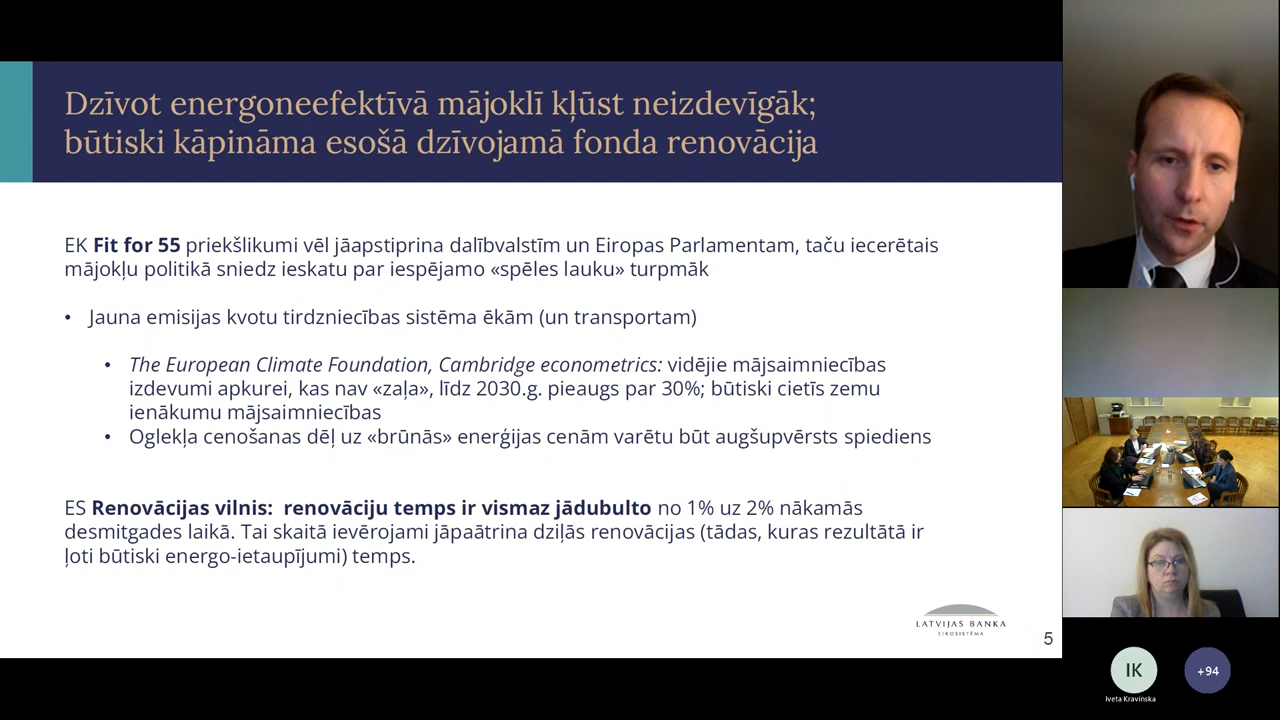 Dzīvot energoneefektīvā mājoklī kļūst neizdevīgāk;
būtiski kāpināma esošā dzīvojamā fonda renovācija
EK Fit for 55 priekšlikumi vēl jāapstiprina dalībvalstīm un Eiropas Parlamentam, taču iecerētais
mājokļu politikā sniedz ieskatu par iespējamo «spēles lauku» turpmāk
• Jauna emisijas kvotu tirdzniecības sistēma ēkām (un transportam)
• The European Climate Foundation, Cambridge econometrics: vidējie mājsaimniecības
izdevumi apkurei, kas nav «zaļa», līdz 2030.g. pieaugs par 30%; būtiski cietīs zemu
ienākumu mājsaimniecības
• Oglekļa cenošanas dēļ uz «brūnās» enerģijas cenām varētu būt augšupvērsts spiediens
ES Renovācijas vilnis: renovāciju temps ir vismaz jādubulto no 1% uz 2% nākamās
desmitgades laikā. Tai skaitā ievērojami jāpaātrina dziļās renovācijas (tādas, kuras rezultātā ir
ļoti būtiski energo-ietaupījumi) temps.
LATVIJAS BANKA
EIROSISTĒMA
5
IK
+94
Iveta Kravinska